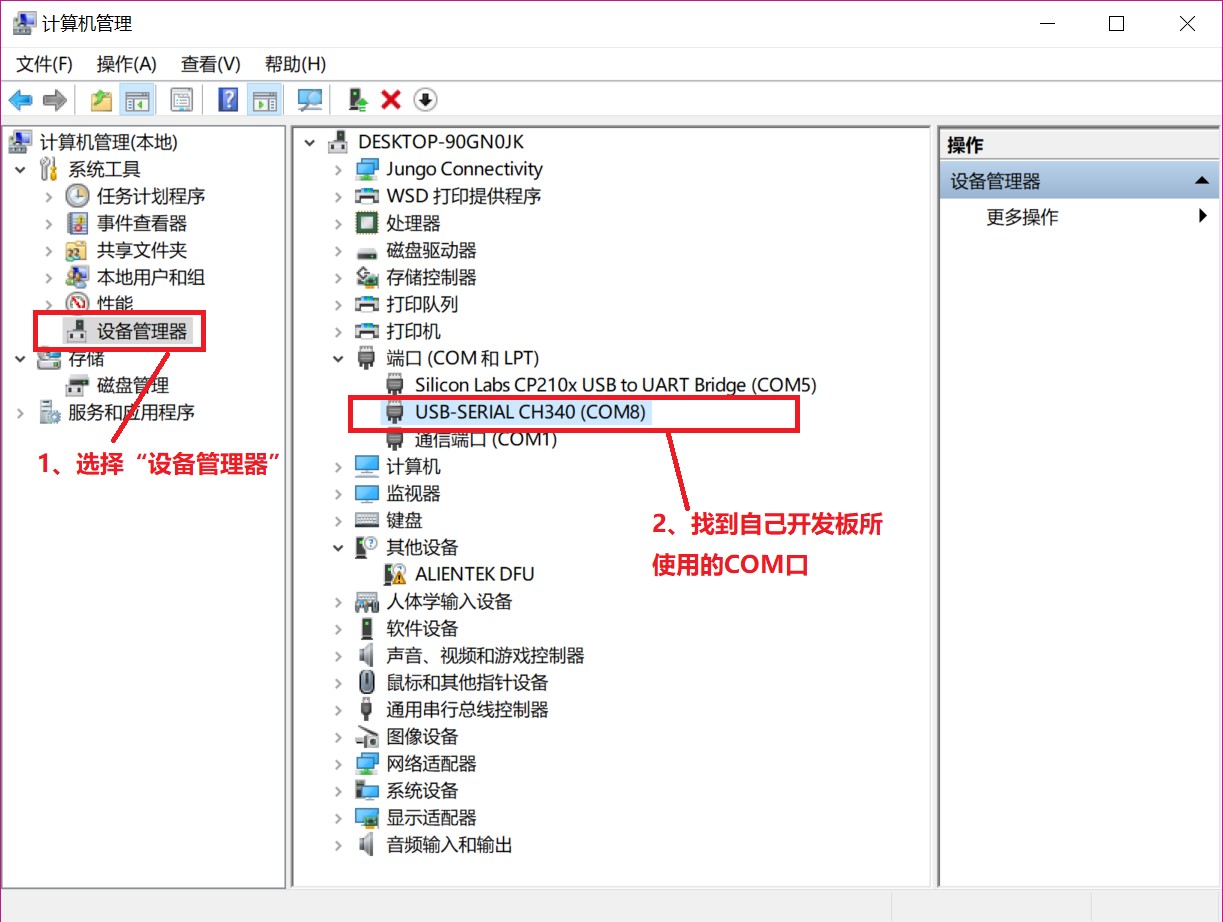 计算机管理
文件(F) 操作(A) 查看(V) 帮助(H)
计算机管理(本地)
系统工具
任务计划程序
事件查看器
共享文件夹
本地用户和组
性能
设备管理器
存储
磁盘管理
服务和应用程序
1、选择“设备管理器”
DESKTOP-90GN0JK
Jungo Connectivity
WSD 打印提供程序
处理器
磁盘驱动器
存储控制器
打印队列
打印机
端口 (COM 和 LPT)
Silicon Labs CP210x USB to UART Bridge (COM5)
USB-SERIAL CH340 (COM8)
通信端口 (COM1)
计算机
监视器
键盘
其他设备
ALIENTEK DFU
人体学输入设备
软件设备
声音、视频和游戏控制器
鼠标和其他指针设备
通用串行总线控制器
图像设备
网络适配器
系统设备
显示适配器
音频输入和输出
2、找到自己开发板所
使用的COM口
操作
设备管理器
更多操作